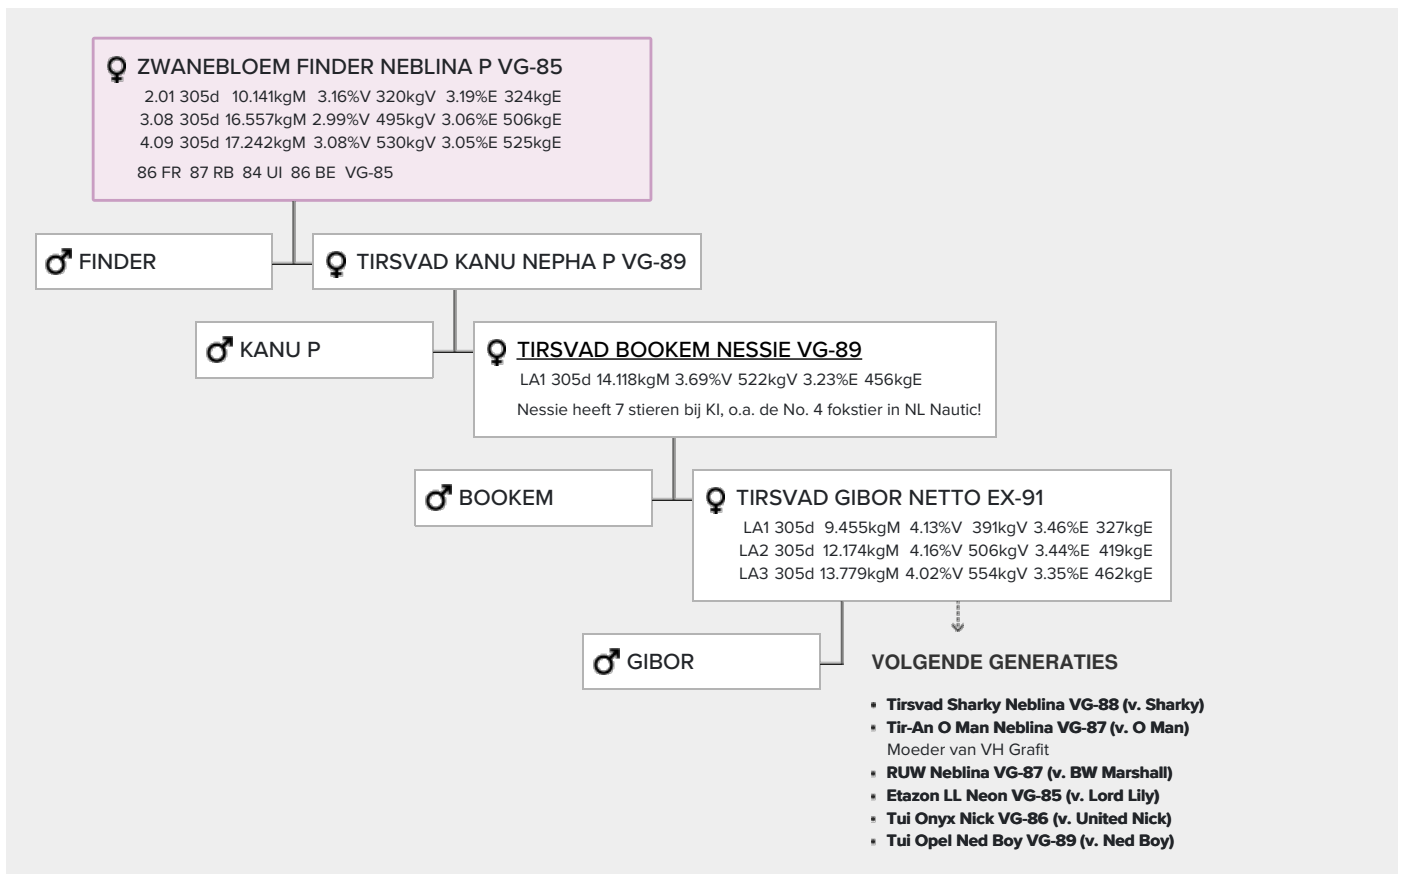 ZWANEBLOEM FINDER NEBLINA P VG-85
2.01 305d 10.141kgM 3.16%V 320kgV 3.19%E 324kgE
3.08 305d 16.557kgM 2.99%V 495kgV 3.06%E 506kgE
4.09 305d 17.242kgM 3.08%V 530kgV 3.05%E 525kgE
86 FR 87 RB 84 UI 86 BE VG-85
FINDER
TIRSVAD KANU NEPHA P VG-89
KANU P
TIRSVAD BOOKEM NESSIE VG-89
LA1 305d 14.118kgM 3.69%V 522kgV 3.23%E 456kgE
Nessie heeft 7 stieren bij KI, o.a. de No. 4 fokstier in NL Nautic!
BOOKEM
TIRSVAD GIBOR NETTO EX-91
LA1 305d 9.455kgM 4.13%V 391kgV 3.46%E 327kgE
LA2 305d 12.174kgM 4.16%V 506kgV 3.44%E 419kgE
LA3 305d 13.779kgM 4.02%V 554kgV 3.35%E 462kgE
GIBOR
VOLGENDE GENERATIES
Tirsvad Sharky Neblina VG-88 (v. Sharky)
Tir-An O Man Neblina VG-87 (v. O Man)
Moeder van VH Grafit
RUW Neblina VG-87 (v. BW Marshall)
Etazon LL Neon VG-85 (v. Lord Lily)
Tui Onyx Nick VG-86 (v. United Nick)
Tui Opel Ned Boy VG-89 (v. Ned Boy)